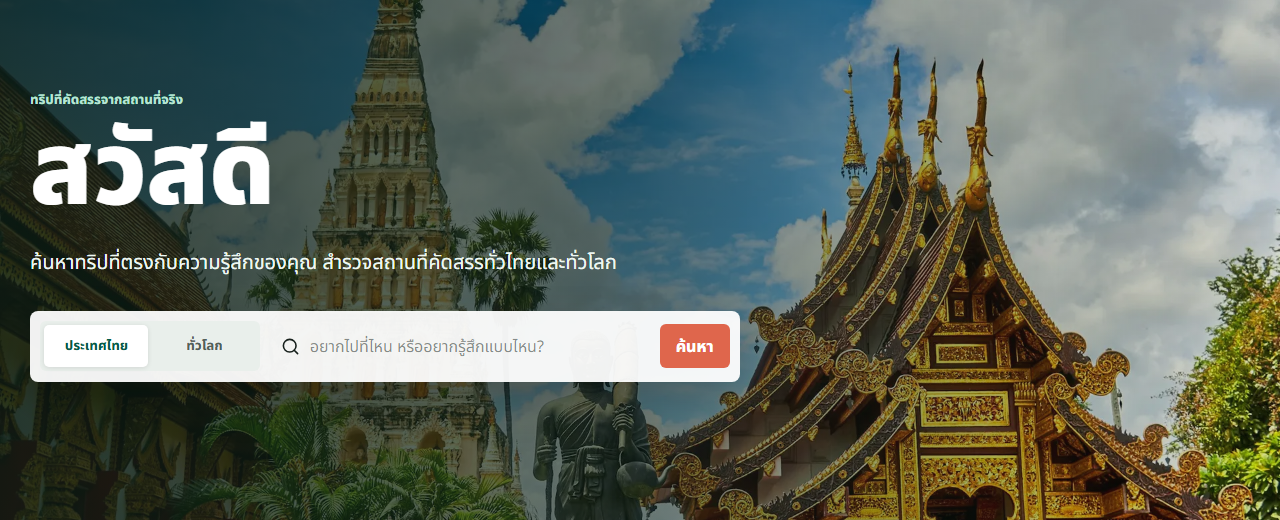 ทริปที่คัดสรรจากสถานที่จริง
สวัสดี
ค้นหาทริปที่ตรงกับความรู้สึกของคุณ สำรวจสถานที่คัดสรรทั่วไทยและทั่วโลก
ประเทศไทย ทั่วโลก อยากไปที่ไหน หรืออยากรู้สึกแบบไหน? ค้นหา